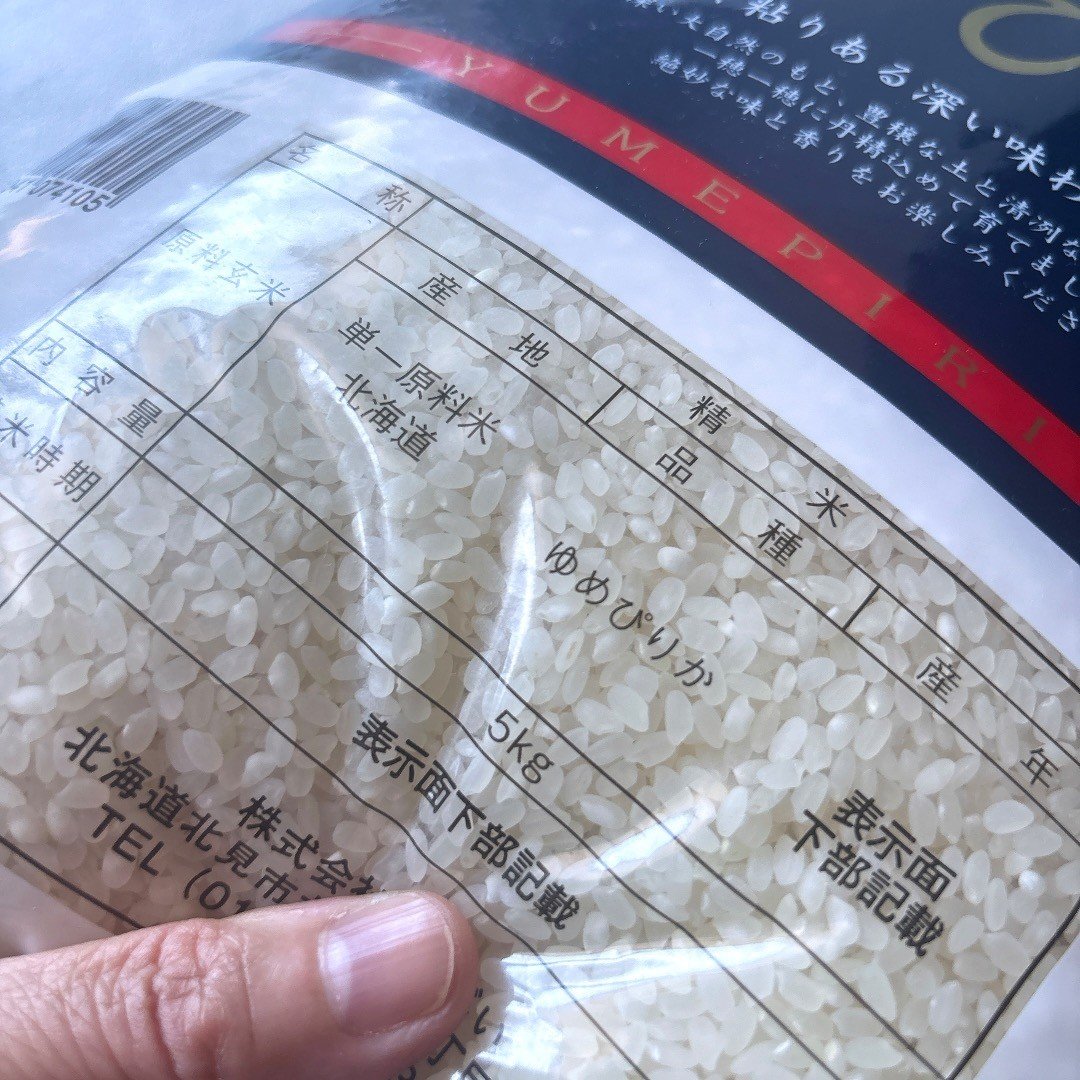 粘りある深い味わ
大自然のもと、豊穣な土と清冽な
一穂一穂に丹精込めて育てまし
絶妙な味と香りをお楽しみくださ
YUMEPIRI
074105
名称
精米
原料玄米
産地
品種
産年
単一原料米
北海道
ゆめぴりか
表示面
下部記載
内容量
5kg
米時期
表示面下部記載
株式会社
北海道北見市
TEL(01